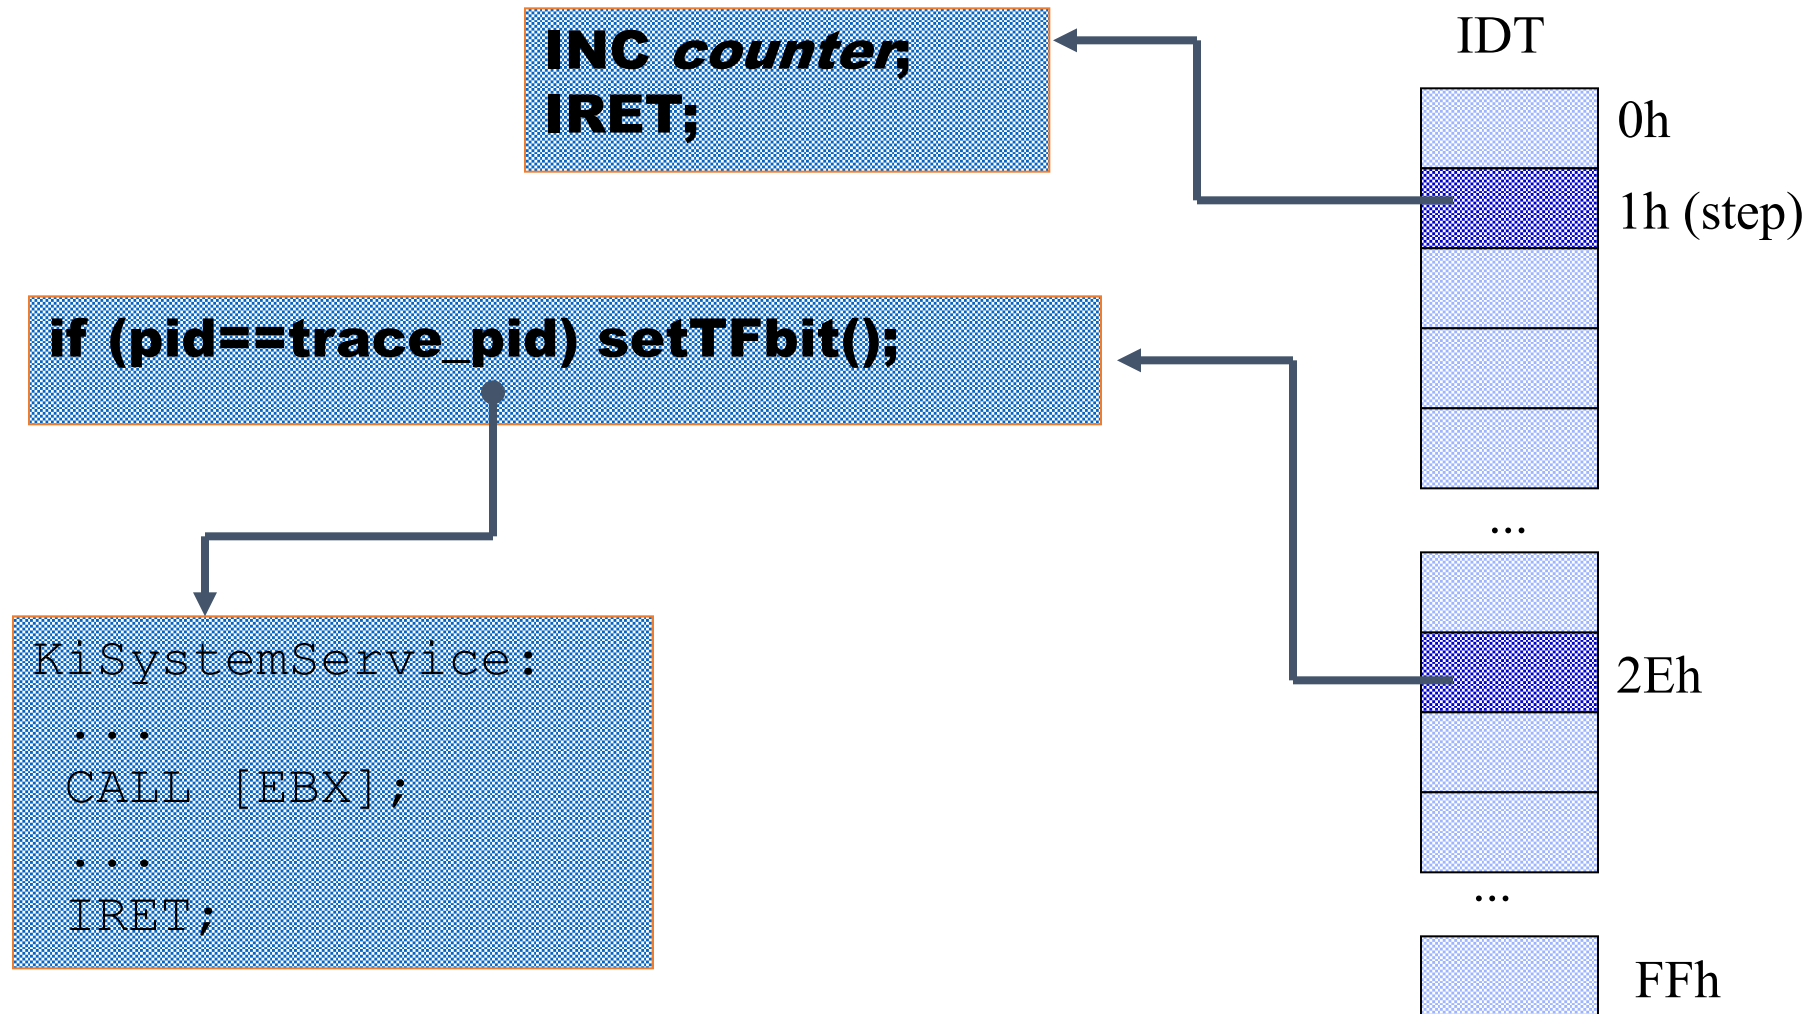 INC counter;
IRET;
IDT
0h
1h (step)
if (pid==trace_pid) setTFbit();
...
KiSystemService:
...
CALL [EBX];
...
IRET;
2Eh
...
FFh